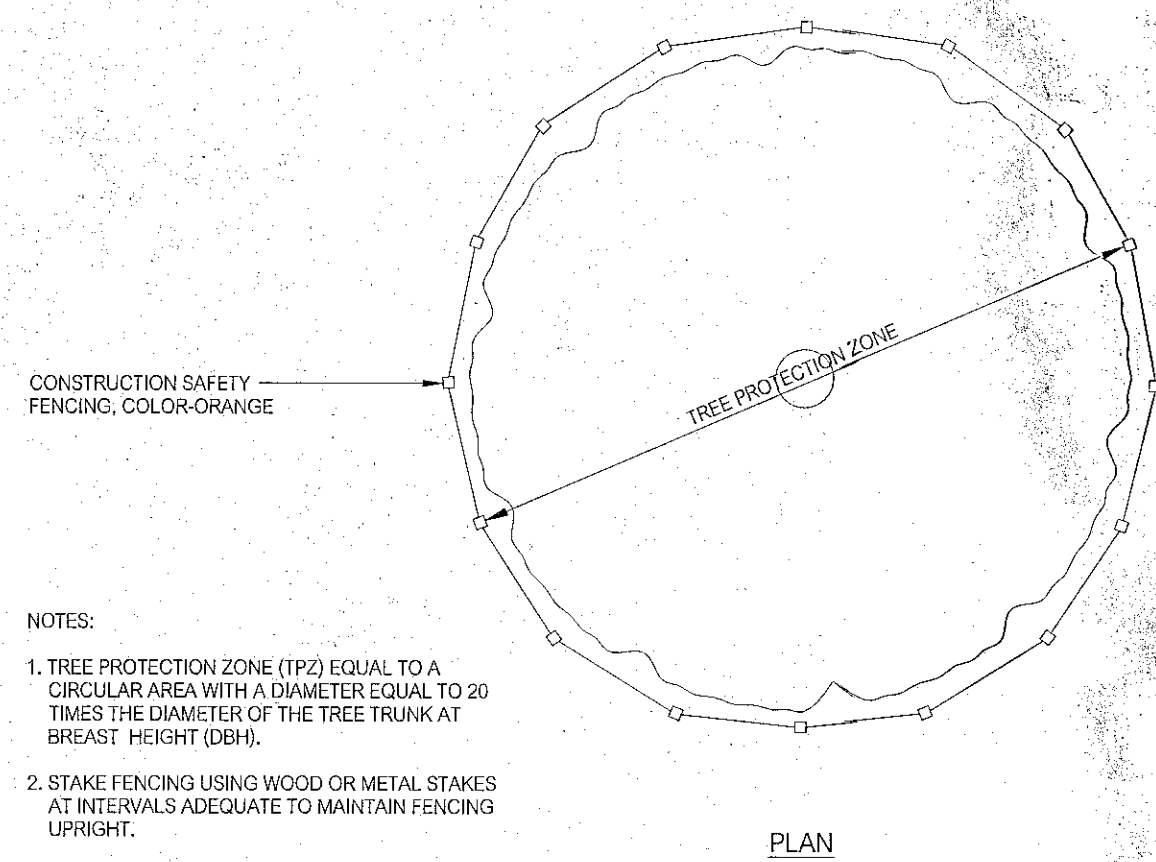 TREE PROTECTION ZONE
CONSTRUCTION SAFETY
FENCING, COLOR-ORANGE
NOTES:
1. TREE PROTECTION ZONE (TPZ) EQUAL TO A
CIRCULAR AREA WITH A DIAMETER EQUAL TO 20
TIMES THE DIAMETER OF THE TREE TRUNK AT
BREAST HEIGHT (DBH).
2. STAKE FENCING USING WOOD OR METAL STAKES
AT INTERVALS ADEQUATE TO MAINTAIN FENCING
UPRIGHT.
PLAN